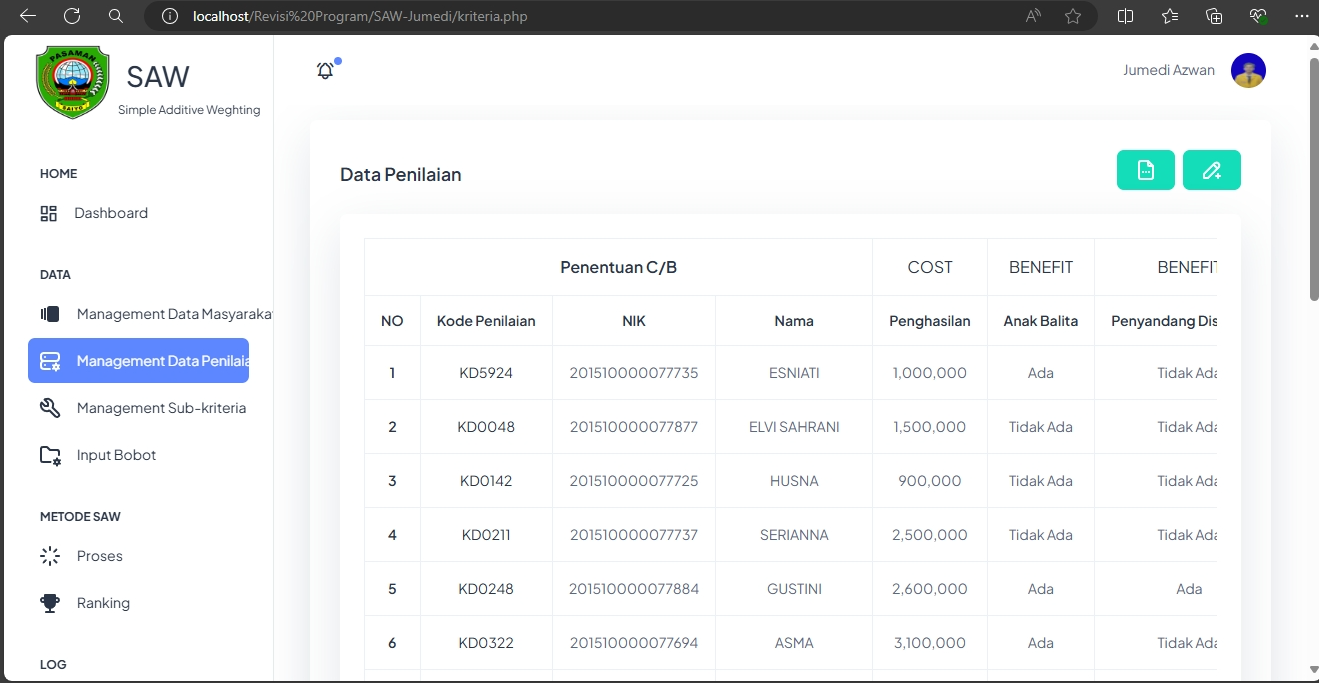 localhost/Revisi%20Program/SAW-Jumedi/kriteria.php
PASAMAN
SAIYO
SAW
Simple Additive Weghting
Jumedi Azwan
HOME
Dashboard
DATA
Management Data Masyaraka
Management Data Penilaia
Management Sub-kriteria
Input Bobot
METODE SAW
Proses
Ranking
LOG
Data Penilaian
Penentuan C/B COST BENEFIT BENEFIT
NO Kode Penilaian NIK Nama Penghasilan Anak Balita Penyandang Dis
1 KD5924 201510000077735 ESNIATI 1,000,000 Ada Tidak Ada
2 KD0048 201510000077877 ELVI SAHRANI 1,500,000 Tidak Ada Tidak Ada
3 KD0142 201510000077725 HUSNA 900,000 Tidak Ada Tidak Ada
4 KD0211 201510000077737 SERIANNA 2,500,000 Tidak Ada Tidak Ada
5 KD0248 201510000077884 GUSTINI 2,600,000 Ada Ada
6 KD0322 201510000077694 ASMA 3,100,000 Ada Tidak Ada